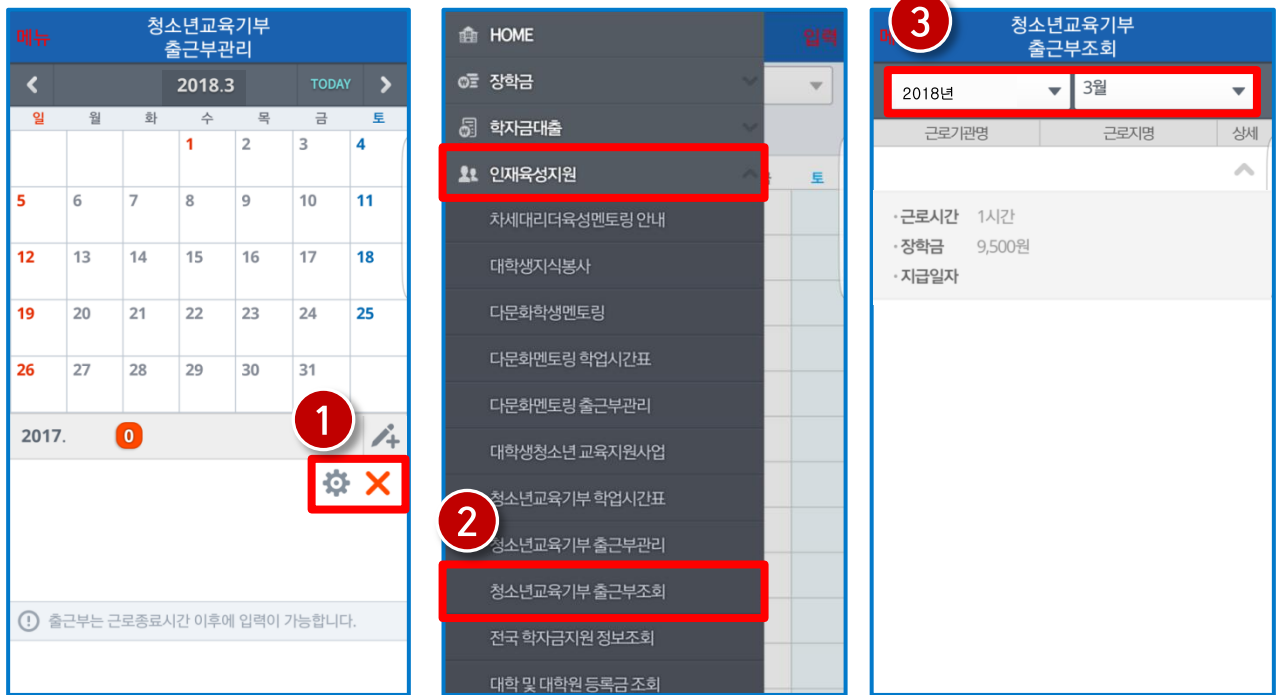 메뉴
청소년교육기부
출근부관리
2018.3 TODAY
일 월 화 수 목 금 토
1 2 3 4
5 6 7 8 9 10 11
12 13 14 15 16 17 18
19 20 21 22 23 24 25
26 27 28 29 30 31
1
2017. 0
출근부는 근로종료시간 이후에 입력이 가능합니다.
HOME
입력
장학금
학자금대출
인재육성지원
토
차세대리더육성멘토링 안내
대학생지식봉사
다문화학생멘토링
다문화멘토링 학업시간표
다문화멘토링 출근부관리
대학생청소년 교육지원사업
청소년교육기부 학업시간표
2
청소년교육기부 출근부관리
청소년교육기부 출근부조회
전국 학자금지원 정보조회
대학 및 대학원 등록금 조회
3
청소년교육기부
출근부조회
2018년 3월
근로기관명 근로지명 상세
·근로시간 1시간
·장학금 9,500원
·지급일자